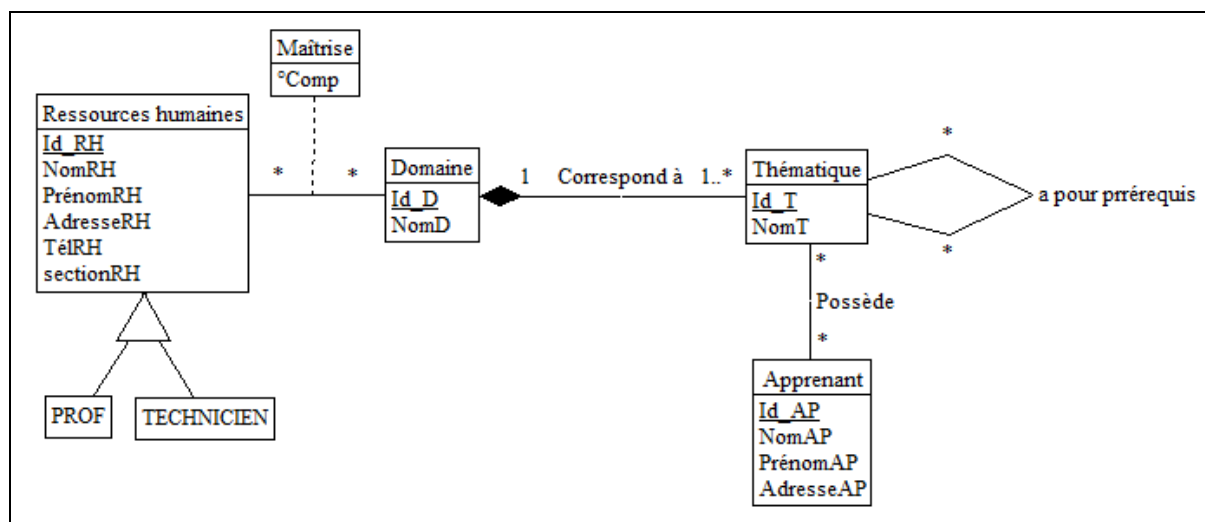 Maîtrise
°Comp
Ressources humaines
Id_RH
NomRH
PrénomRH
AdresseRH
TélRH
sectionRH
* *
Domaine
Id_D
NomD
1 Correspond à 1..*
Thématique
Id_T
NomT
*
a pour prrérequis
*
*
Possède
*
PROF
TECHNICIEN
Apprenant
Id_AP
NomAP
PrénomAP
AdresseAP